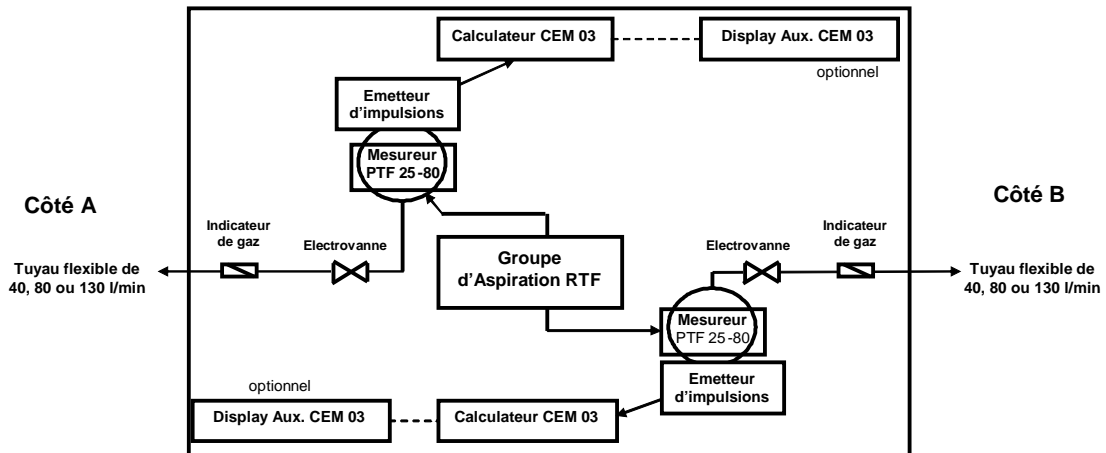 Calculateur CEM 03
Display Aux. CEM 03
optionnel
Emetteur
d'impulsions
Mesureur
PTF 25-80
Côté A
Côté B
Indicateur
de gaz
Electrovanne
Groupe
d'Aspiration RTF
Electrovanne
Indicateur
de gaz
Tuyau flexible de
40, 80 ou 130 l/min
Tuyau flexible de
40, 80 ou 130 l/min
Mesureur
PTF 25-80
Emetteur
d'impulsions
optionnel
Display Aux. CEM 03
Calculateur CEM 03